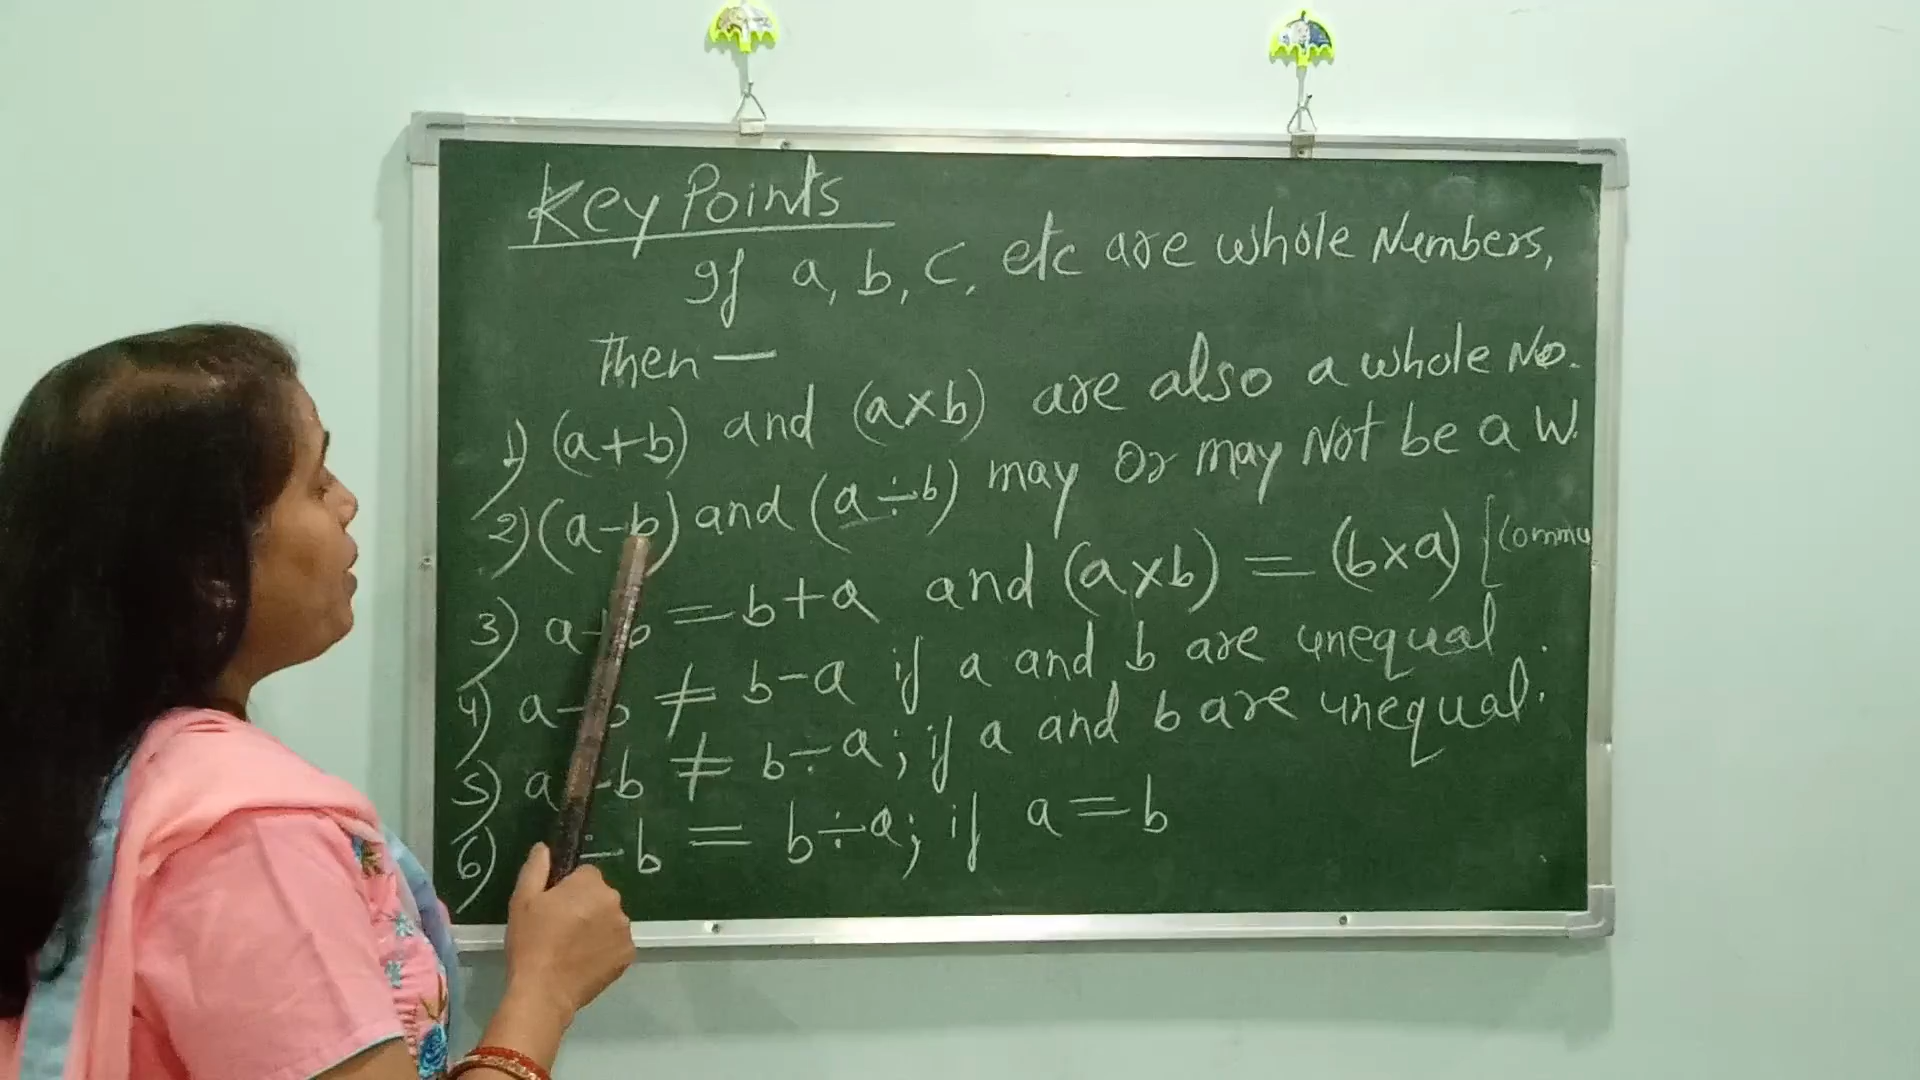 Key Points
If a, b, c, etc are whole Numbers,
Then —
1) (a+b) and (a×b) are also a whole No.
2) (a-b) and (a÷b) may or may Not be a W.
3) a+b = b+a and (a×b) = (b×a) [Commu
4) a-b ≠ b-a if a and b are unequal.
5) a÷b ≠ b÷a; if a and b are unequal.
6) ÷b = b÷a; if a = b